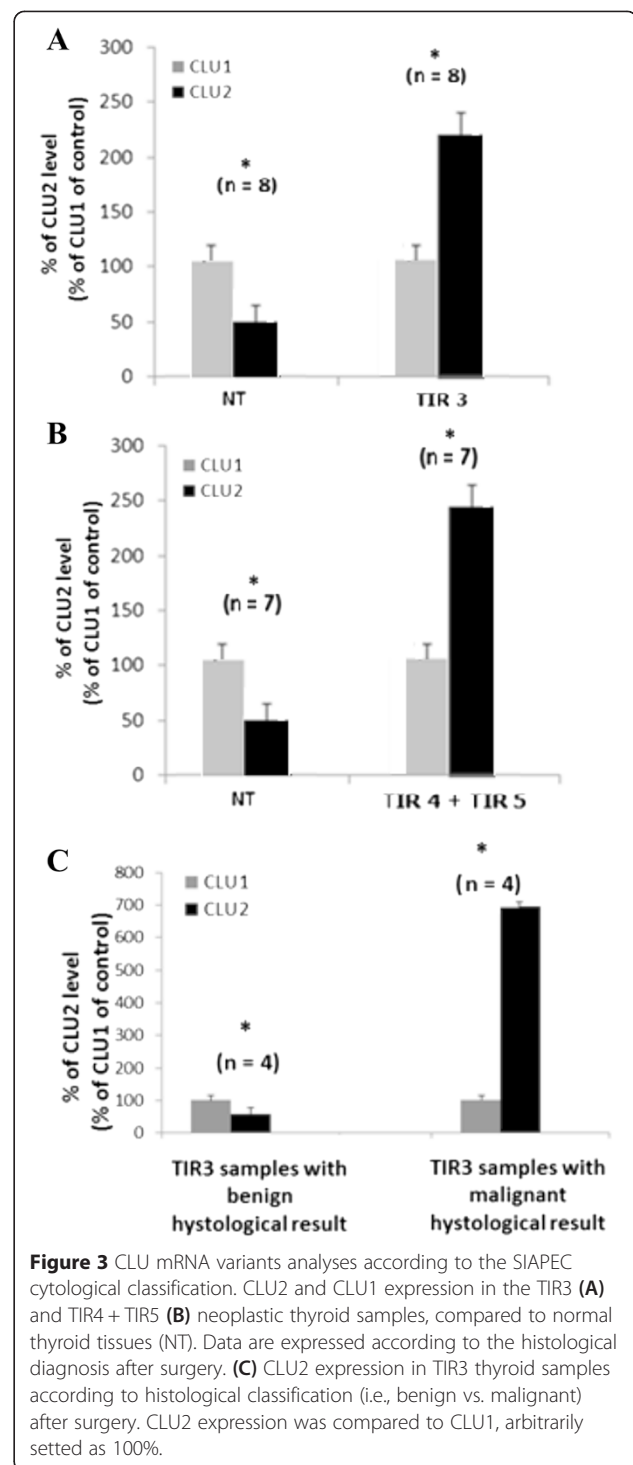 A
% of CLU2 level
(% of CLU1 of control)
300
250
200
150
100
50
0
CLU1
CLU2
*
(n = 8)
*
(n = 8)
NT
TIR 3
B
% of CLU2 level
(% of CLU1 of control)
300
250
200
150
100
50
0
CLU1
CLU2
*
(n = 7)
*
(n = 7)
NT
TIR 4 + TIR 5
C
% of CLU2 level
(% of CLU1 of control)
800
700
600
500
400
300
200
100
0
CLU1
CLU2
*
(n = 4)
*
(n = 4)
TIR3 samples with
benign
hystological result
TIR3 samples with
malignant
hystological result
Figure 3 CLU mRNA variants analyses according to the SIAPEC
cytological classification. CLU2 and CLU1 expression in the TIR3 (A)
and TIR4 + TIR5 (B) neoplastic thyroid samples, compared to normal
thyroid tissues (NT). Data are expressed according to the histological
diagnosis after surgery. (C) CLU2 expression in TIR3 thyroid samples
according to histological classification (i.e., benign vs. malignant)
after surgery. CLU2 expression was compared to CLU1, arbitrarily
setted as 100%.